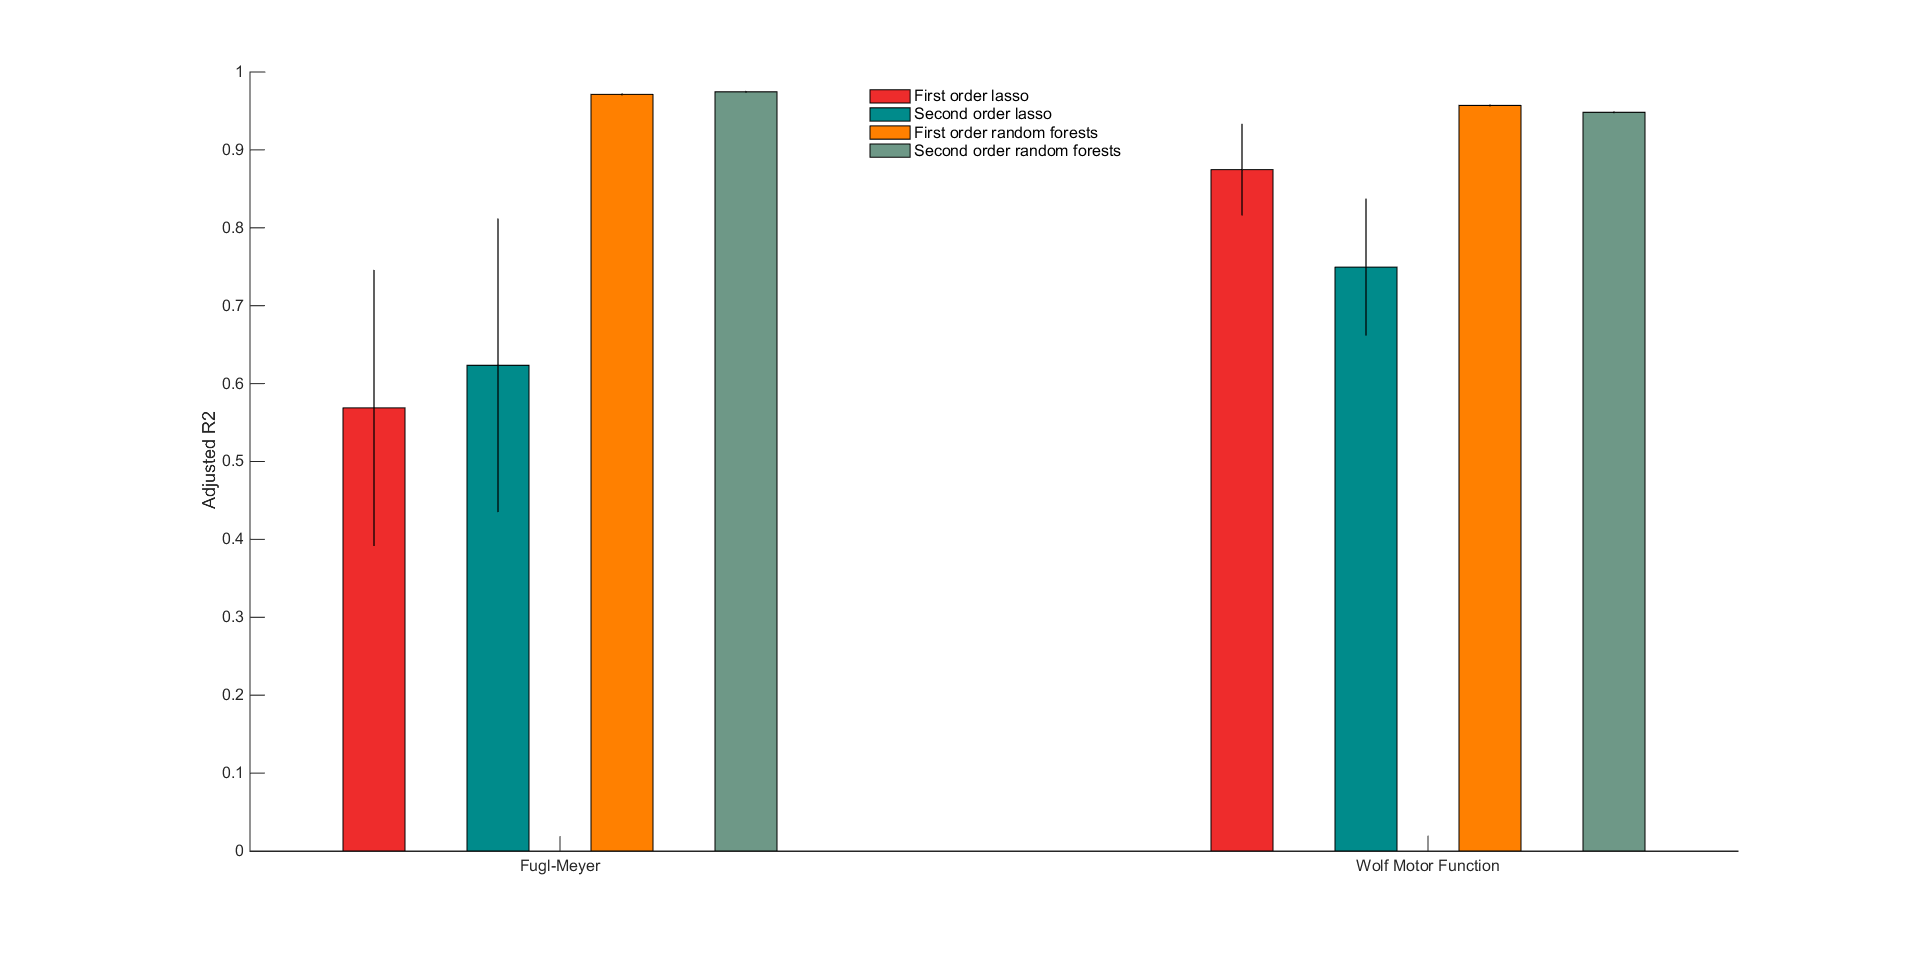 1
0.9
0.8
0.7
0.6
0.5
0.4
0.3
0.2
0.1
0
Adjusted R2
First order lasso
Second order lasso
First order random forests
Second order random forests
Fugl-Meyer
Wolf Motor Function